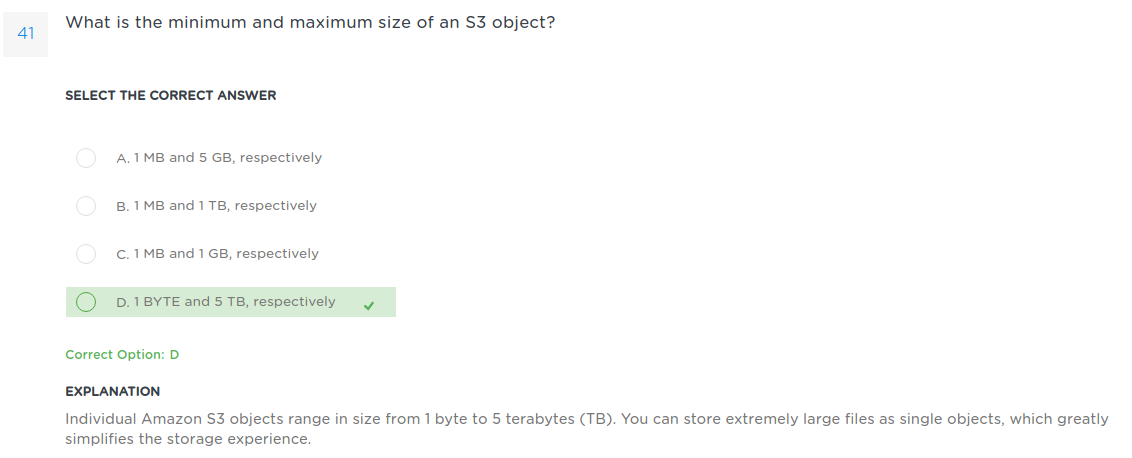 41
What is the minimum and maximum size of an S3 object?
SELECT THE CORRECT ANSWER
A. 1 MB and 5 GB, respectively
B. 1 MB and 1 TB, respectively
C. 1 MB and 1 GB, respectively
D. 1 BYTE and 5 TB, respectively
Correct Option: D
EXPLANATION
Individual Amazon S3 objects range in size from 1 byte to 5 terabytes (TB). You can store extremely large files as single objects, which greatly
simplifies the storage experience.